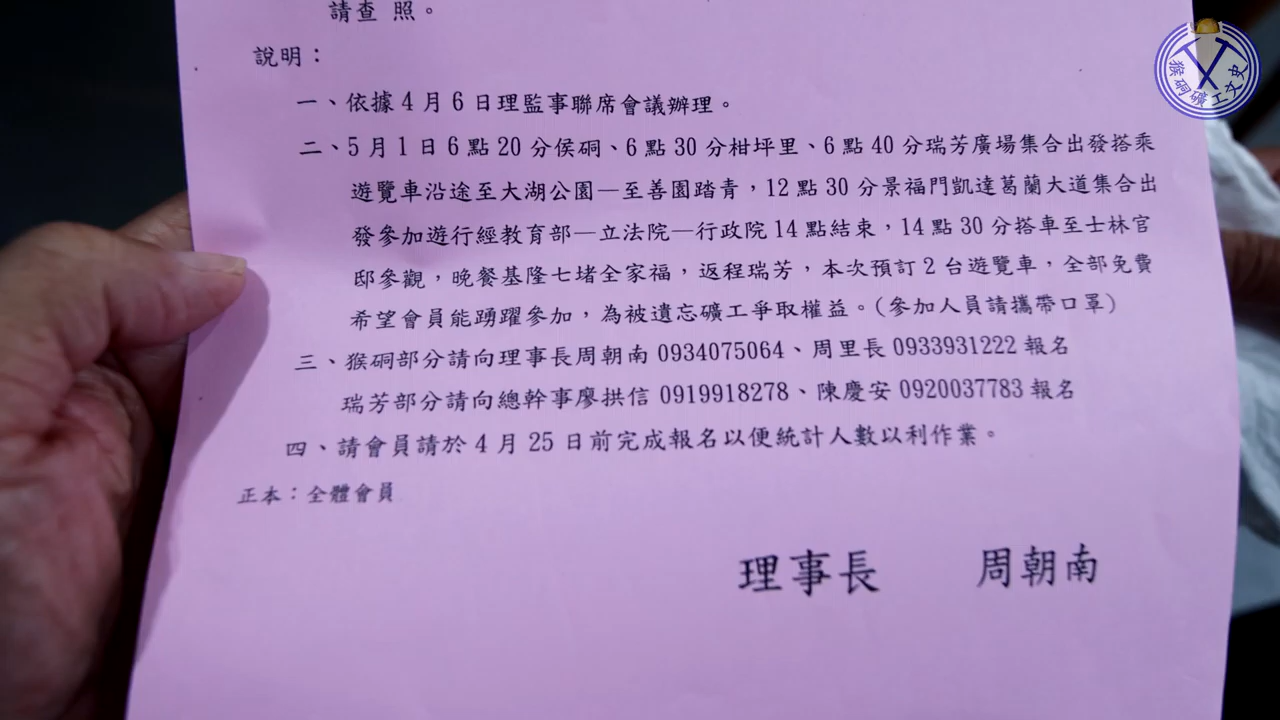 請查 照。
說明：
一、依據4月6日理監事聯席會議辦理。
二、5月1日6點20分侯硐、6點30分柑坪里、6點40分瑞芳廣場集合出發搭乘
遊覽車沿途至大湖公園—至善園踏青，12點30分景福門凱達葛蘭大道集合出
發參加遊行經教育部—立法院—行政院14點結束，14點30分搭車至士林官
邸參觀，晚餐基隆七堵全家福，返程瑞芳，本次預訂2台遊覽車，全部免費
希望會員能踴躍參加，為被遺忘礦工爭取權益。(參加人員請攜帶口罩)
三、猴硐部分請向理事長周朝南0934075064、周里長0933931222報名
瑞芳部分請向總幹事廖拱信0919918278、陳慶安0920037783報名
四、請會員請於4月25日前完成報名以便統計人數以利作業。
正本：全體會員
理事長 周朝南
猴硐礦工文史